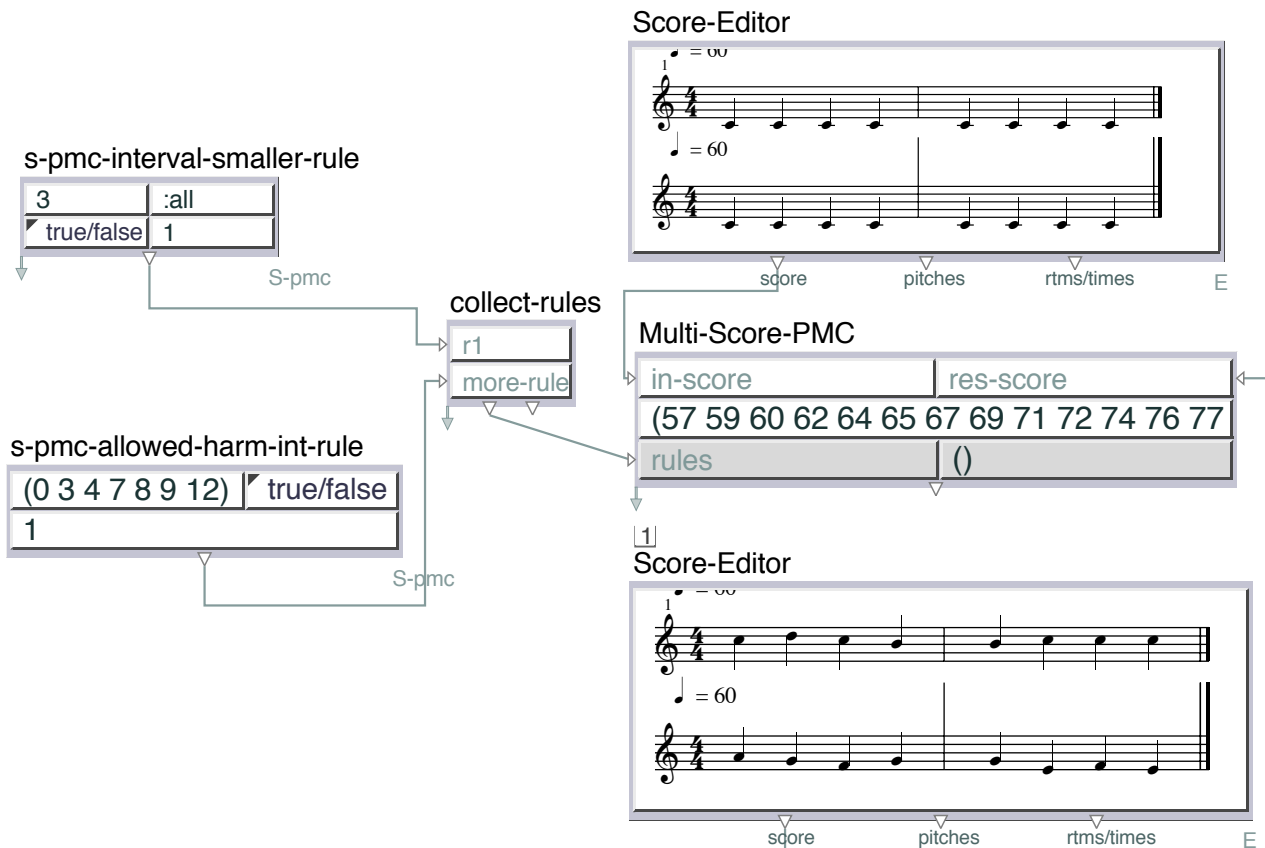 Score-Editor
= 60
1
= 60
s-pmc-interval-smaller-rule
3 :all
true/false 1
S-pmc
score pitches rtms/times E
collect-rules
r1
more-rule
Multi-Score-PMC
in-score res-score
(57 59 60 62 64 65 67 69 71 72 74 76 77
rules ()
s-pmc-allowed-harm-int-rule
(0 3 4 7 8 9 12) true/false
1
S-pmc
1
Score-Editor
= 60
1
= 60
score pitches rtms/times E